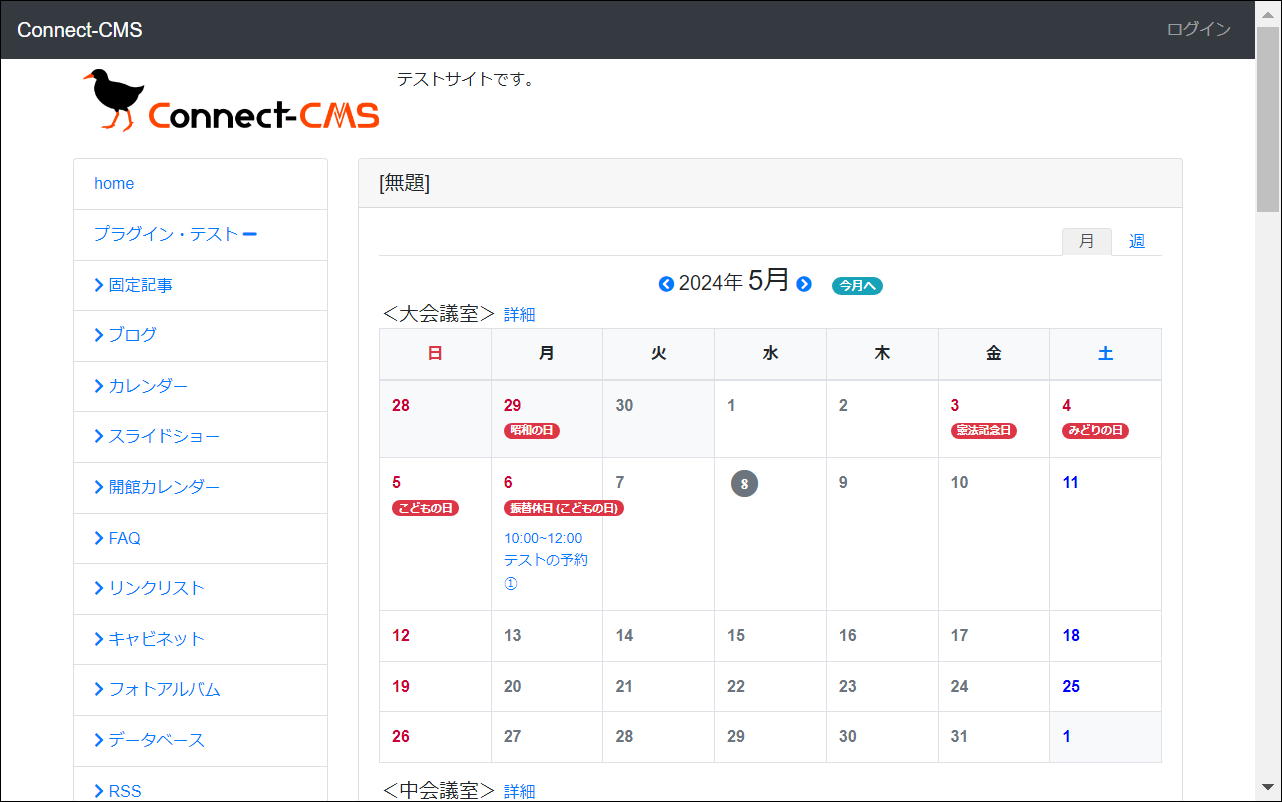 Connect-CMS
ログイン
Connect-CMS
テストサイトです。
home
プラグイン・テスト
固定記事
ブログ
カレンダー
スライドショー
開館カレンダー
FAQ
リンクリスト
キャビネット
フォトアルバム
データベース
RSS
[無題]
月 週
2024年 5月 今月へ
＜大会議室＞ 詳細
日 月 火 水 木 金 土
28 29 30 1 2 3 4
昭和の日 憲法記念日 みどりの日
5 6 7 8 9 10 11
こどもの日 振替休日 (こどもの日)
10:00~12:00
テストの予約
①
12 13 14 15 16 17 18
19 20 21 22 23 24 25
26 27 28 29 30 31 1
＜中会議室＞ 詳細